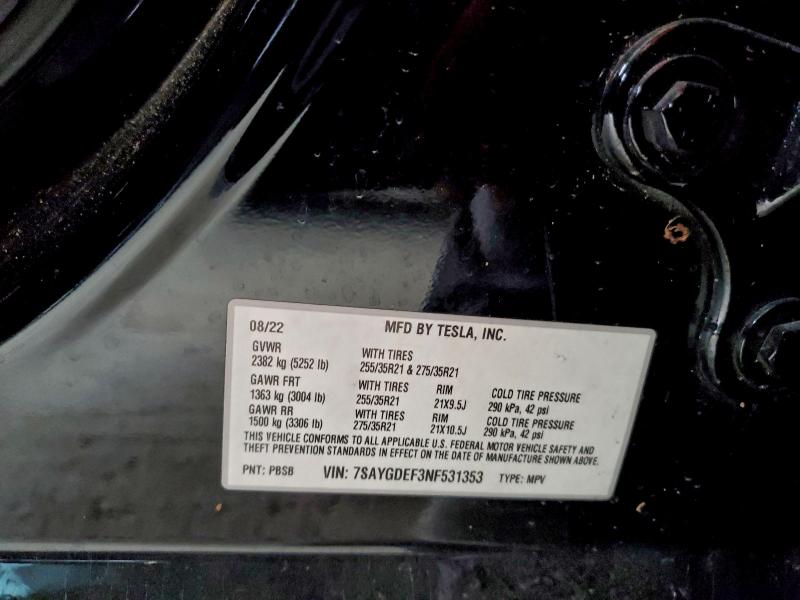 08/22 MFD BY TESLA, INC.
GVWR
2382 kg (5252 lb)
WITH TIRES
255/35R21 & 275/35R21
GAWR FRT
1363 kg (3004 lb)
WITH TIRES
255/35R21
RIM
21X9.5J
COLD TIRE PRESSURE
290 kPa, 42 psi
GAWR RR
1500 kg (3306 lb)
WITH TIRES
275/35R21
RIM
21X10.5J
COLD TIRE PRESSURE
290 kPa, 42 psi
THIS VEHICLE CONFORMS TO ALL APPLICABLE U.S. FEDERAL MOTOR VEHICLE SAFETY AND
THEFT PREVENTION STANDARDS IN EFFECT ON THE DATE OF MANUFACTURE SHOWN ABOVE.
PNT: PBSB VIN: 7SAYGDEF3NF531353 TYPE: MPV